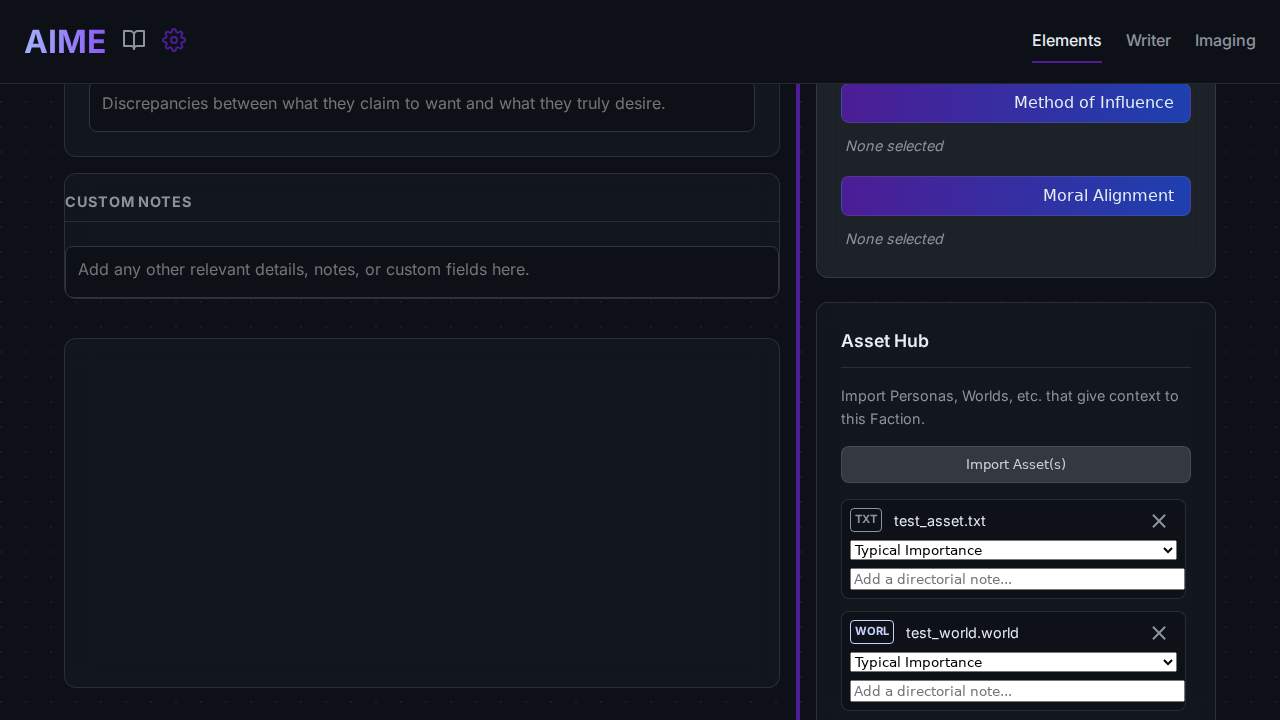 AIME
Elements
Writer
Imaging
Discrepancies between what they claim to want and what they truly desire.
CUSTOM NOTES
Add any other relevant details, notes, or custom fields here.
Method of Influence
None selected
Moral Alignment
None selected
Asset Hub
Import Personas, Worlds, etc. that give context to
this Faction.
Import Asset(s)
TXT test_asset.txt
Typical Importance
Add a directorial note...
WORL test_world.world
Typical Importance
Add a directorial note...